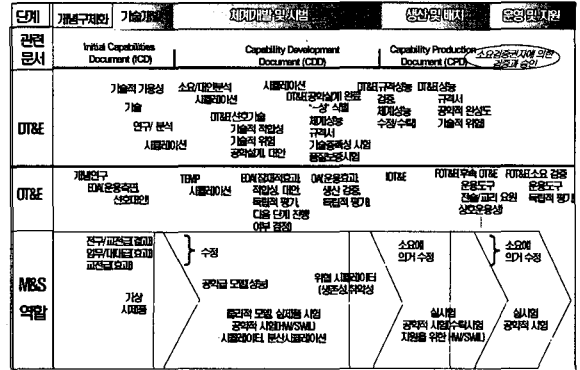 단계 개념구체화 기술개발 체계개발 및 시험 생산 및 배치 운영 및 지원
관련
문서
Initial Capabilities
Document (ICD)
Capability Development
Document (CDD)
Capability Production
Document (CPD)
소요검증권자에 의한
검증과 승인
DT&E
기술적 가용성
기술
연구/ 분석
시뮬레이션
소요/대안분석
시뮬레이션
DT&E(선호기술
기술적 적합성
기술적 위험
공학설계, 대안
시뮬레이션
DT&E(공학설계 완료
식별
체계성능
규격서
기술충족성 시험
품질보증시험
DT&E(규격성능
검증,
체계성능
수정/수락)
DT&E(성능
규격서
공학적 완성도
기술적 위험
OT&E
개념연구
EOA(운용측면,
선호대안)
TEMP
시뮬레이션
EOA(잠재적효과,
적합성, 대안,
독립적 평가,
다음 단계 진행
여부 결정)
OA(운용효과,
생산 검증,
독립적 평가)
IOT&E
FOT&E(후속 OT&E
운용도구
전술/교리 요원
상호운용성)
FOT&E(소요 검증
운용도구
독립적 평가)
M&S
역할
전구/교전급(결과)
임무/대대급(효과)
교전급(효과)
가상
시제품
수정
공학급 모델(성능)
위협 시뮬레이터
(생존성,취약성
물리적 모델, 실제품 시험
공학적 시험(HW/SWIL)
시뮬레이터, 분산시뮬레이션
소요에
의거 수정
실시험
공학적 시험(수락시험
지원을 위한 HW/SWIL)
소요에
의거 수정
실시험
공학적 시험